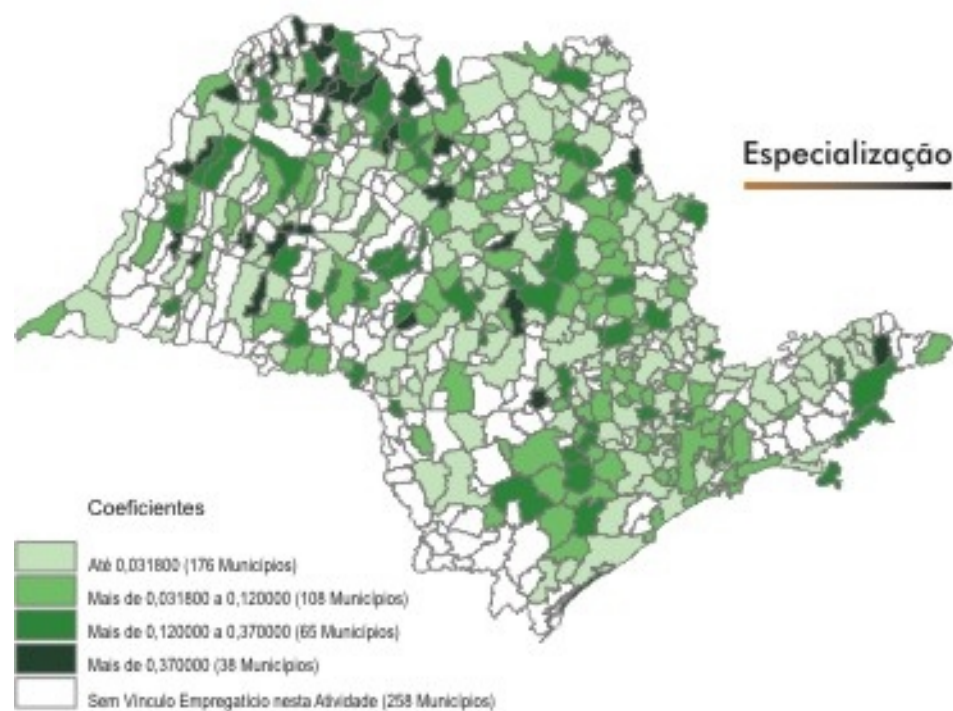 Especialização
Coeficientes
Até 0,031800 (176 Municípios)
Mais de 0,031800 a 0,120000 (108 Municípios)
Mais de 0,120000 a 0,370000 (65 Municípios)
Mais de 0,370000 (38 Municípios)
Sem Vínculo Empregatício nesta Atividade (258 Municípios)